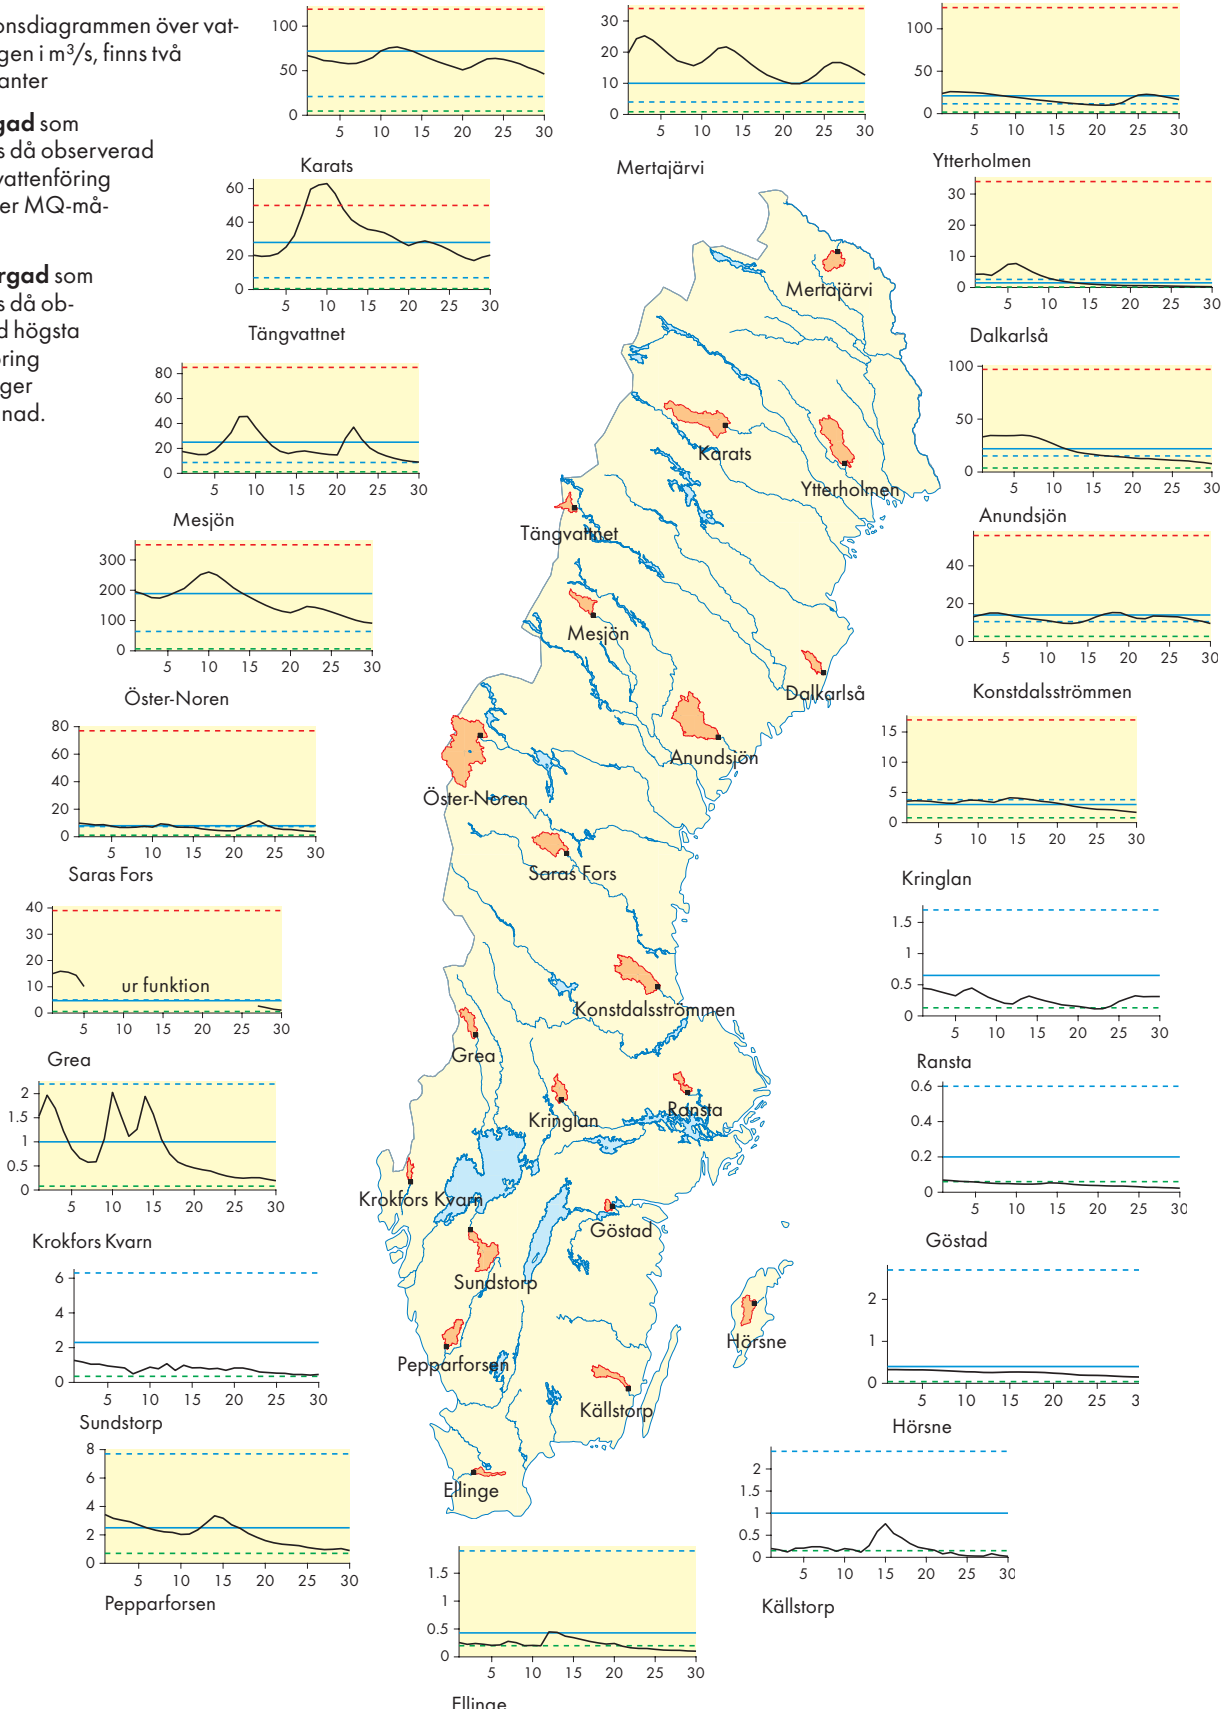 onsdiagrammen över vat-
gen i m³/s, finns två
anter
gad som
s då observerad
vattenföring
er MQ-må-
rgad som
s då ob-
d högsta
öring
ger
nad.
100
50
0
5 10 15 20 25 30
Karats
30
20
10
0
5 10 15 20 25 30
Mertajärvi
100
50
0
5 10 15 20 25 30
Ytterholmen
60
40
20
0
5 10 15 20 25 30
Tängvattnet
30
20
10
0
5 10 15 20 25 30
Dalkarlså
80
60
40
20
0
5 10 15 20 25 30
Mesjön
100
50
0
5 10 15 20 25 30
Anundsjön
300
200
100
0
5 10 15 20 25 30
Öster-Noren
40
20
0
5 10 15 20 25 30
Konstdalsströmmen
80
60
40
20
0
5 10 15 20 25 30
Saras Fors
15
10
5
0
5 10 15 20 25 30
Kringlan
40
30
20
10
0
ur funktion
5 10 15 20 25 30
Grea
1.5
1
0.5
0
5 10 15 20 25 30
Ransta
2
1.5
1
0.5
0
5 10 15 20 25 30
Krokfors Kvarn
0.6
0.4
0.2
0
5 10 15 20 25 30
Göstad
6
4
2
0
5 10 15 20 25 30
Sundstorp
2
1
0
5 10 15 20 25 3
Hörsne
8
6
4
2
0
5 10 15 20 25 30
Pepparforsen
2
1.5
1
0.5
0
5 10 15 20 25 30
Källstorp
1.5
1
0.5
0
5 10 15 20 25 30
Ellinge
Mertajärvi
Karats
Ytterholmen
Tängvattnet
Mesjön
Dalkarlså
Anundsjön
Öster-Noren
Saras Fors
Konstdalsströmmen
Grea
Kringlan
Ransta
Krokfors Kvarn
Göstad
Sundstorp
Hörsne
Pepparforsen
Källstorp
Ellinge